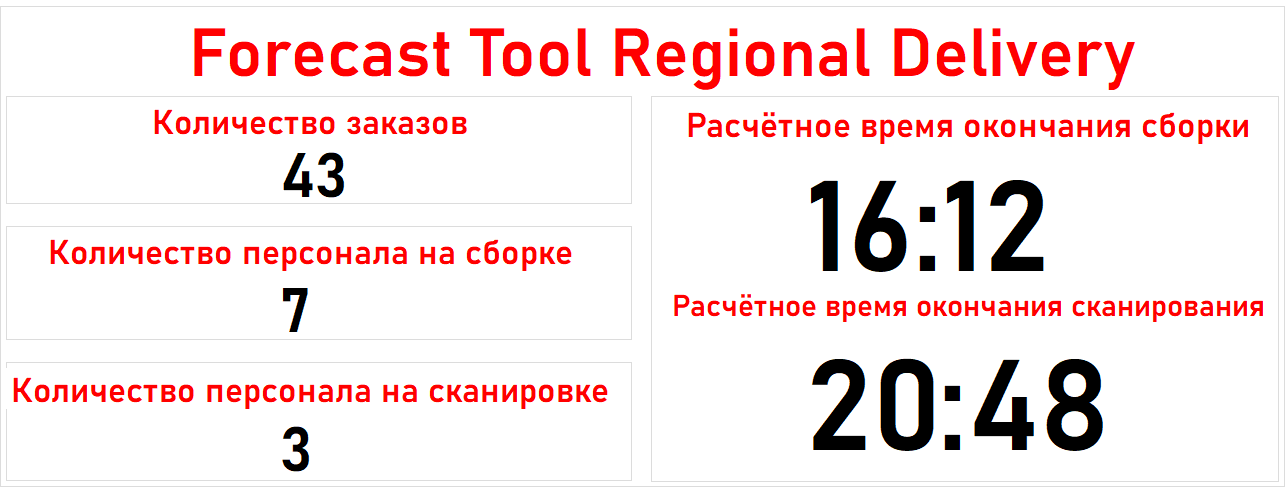 Forecast Tool Regional Delivery
Количество заказов
43
Количество персонала на сборке
7
Количество персонала на сканировке
3
Расчётное время окончания сборки
16:12
Расчётное время окончания сканирования
20:48